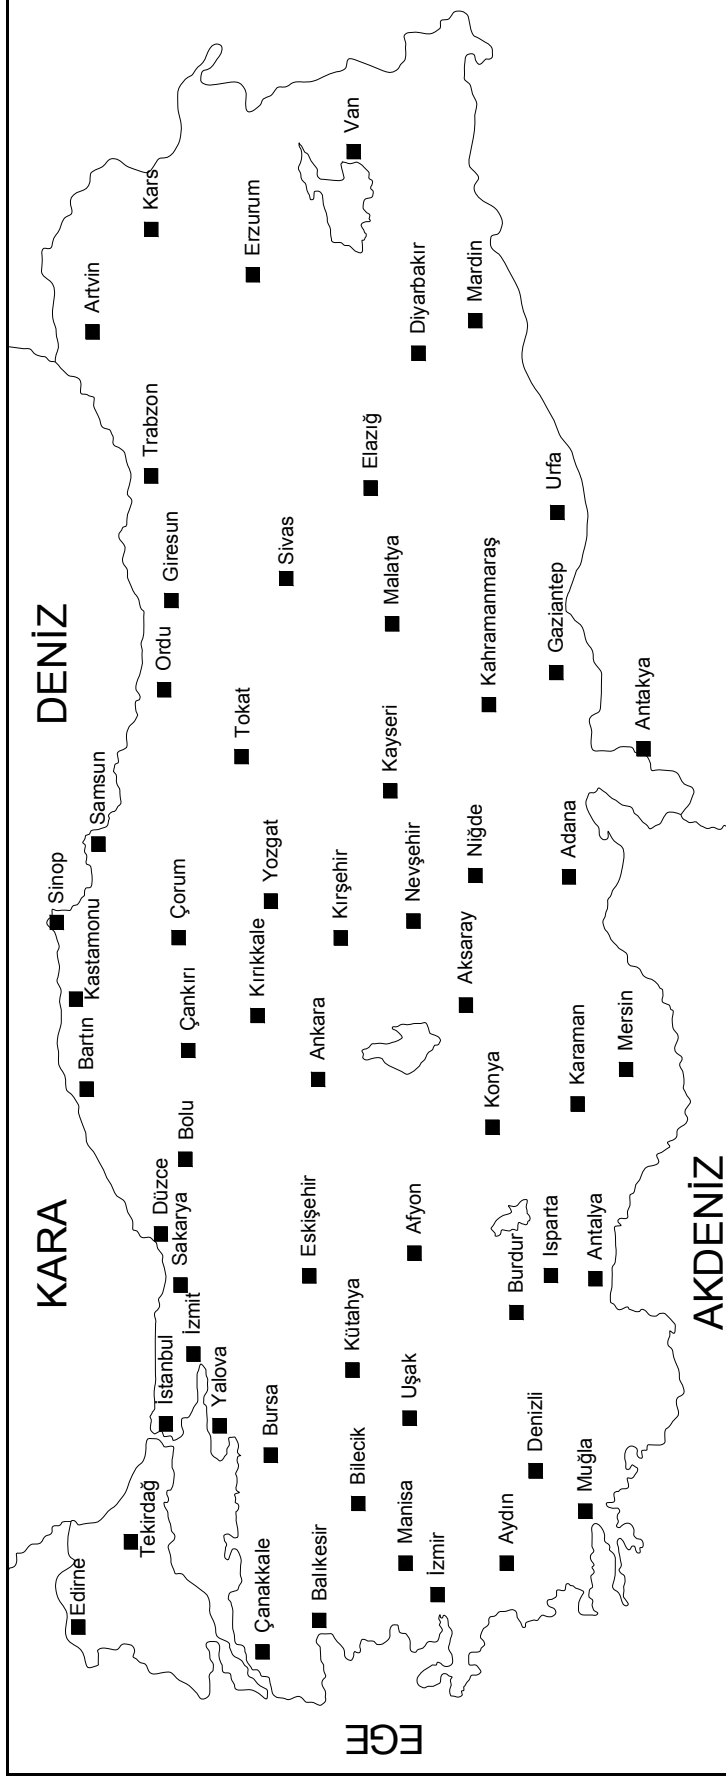 KARA
DENİZ
EGE
AKDENİZ
Edirne
Tekirdağ
İstanbul
Yalova
İzmit
Sakarya
Düzce
Bolu
Bartın
Kastamonu
Sinop
Samsun
Çankırı
Çorum
Ordu
Giresun
Trabzon
Artvin
Kars
Çanakkale
Balıkesir
Bursa
Bilecik
Kütahya
Eskişehir
Ankara
Kırıkkale
Yozgat
Kırşehir
Tokat
Sivas
Erzurum
Van
Manisa
İzmir
Uşak
Afyon
Aksaray
Nevşehir
Niğde
Kayseri
Malatya
Elazığ
Diyarbakır
Mardin
Aydın
Denizli
Muğla
Burdur
Isparta
Antalya
Konya
Karaman
Mersin
Adana
Kahramanmaraş
Gaziantep
Urfa
Antakya